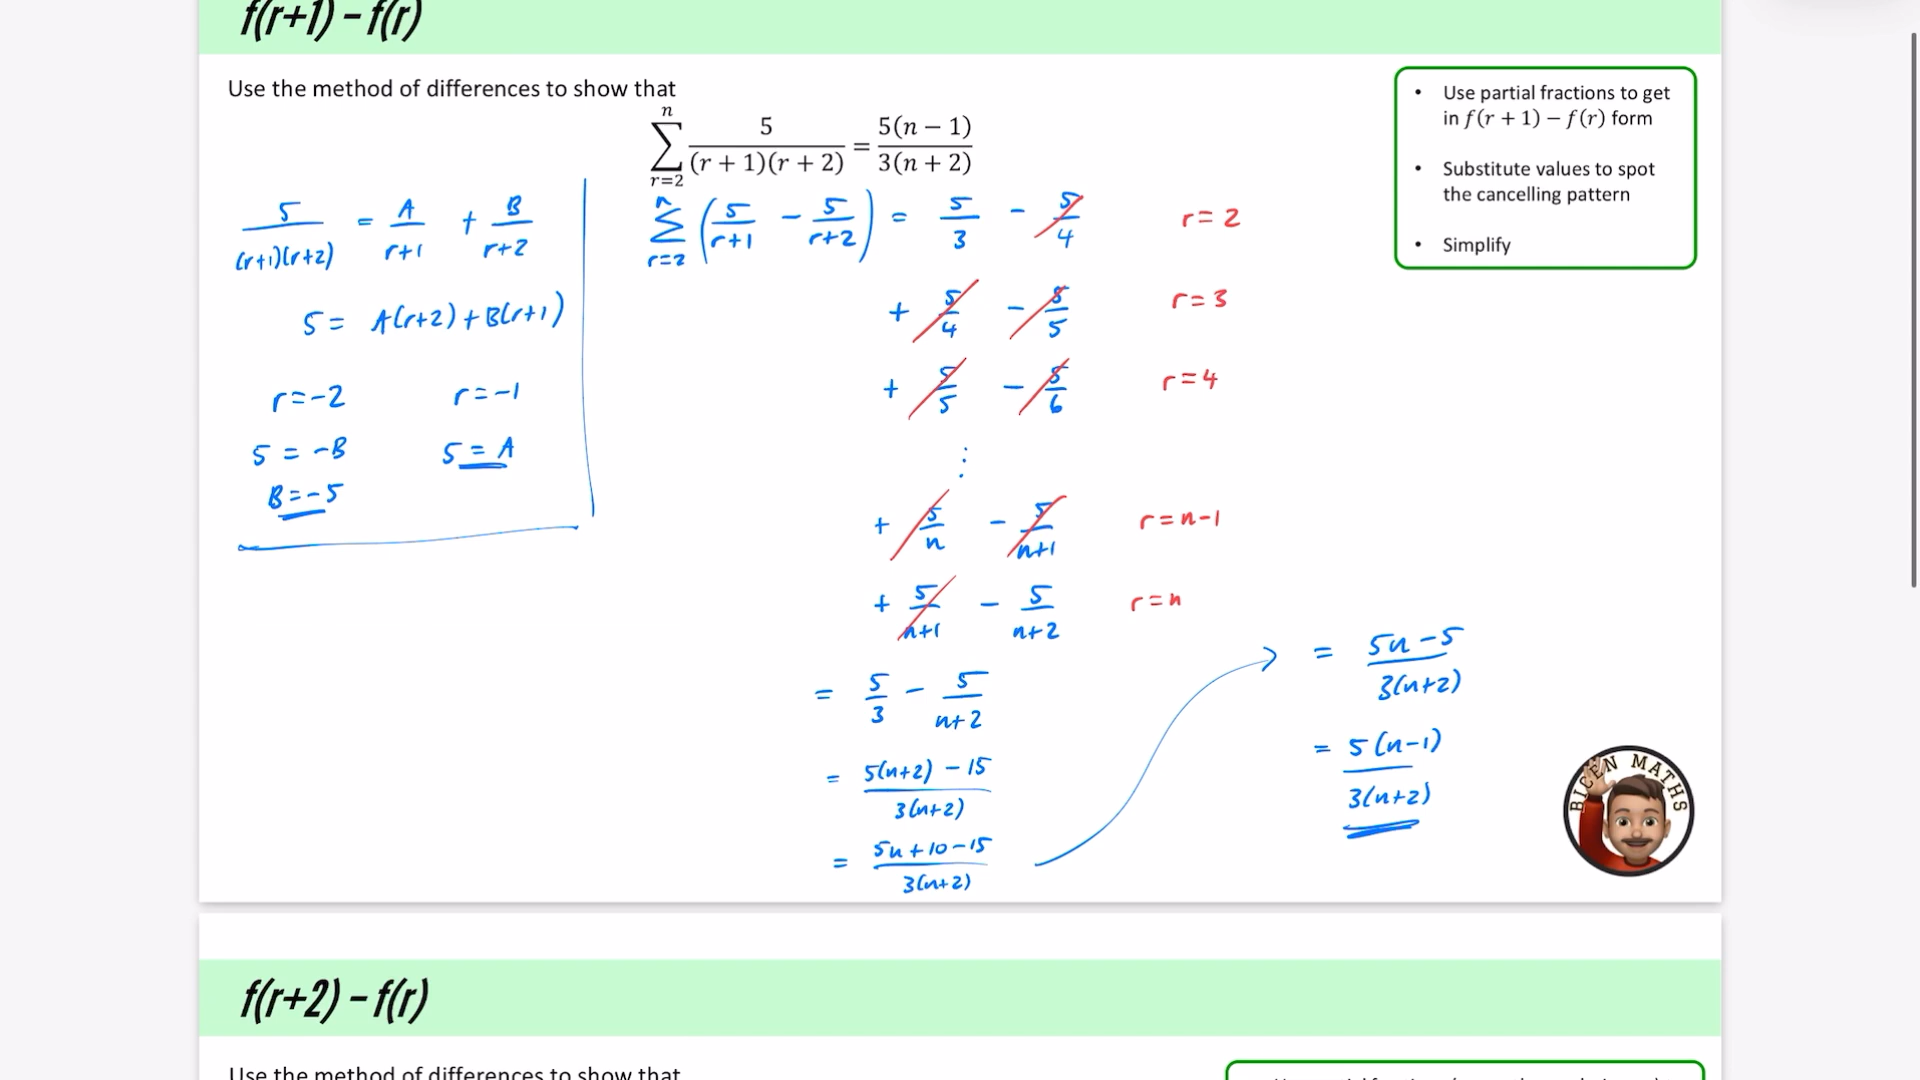 f(r+1) – f(r)
Use the method of differences to show that
∑_{r=2}^{n} 5/((r + 1)(r + 2)) = 5(n − 1)/(3(n + 2))
• Use partial fractions to get
in f(r + 1) − f(r) form
• Substitute values to spot
the cancelling pattern
• Simplify
5/((r+1)(r+2)) = A/(r+1) + B/(r+2)
5 = A(r+2) + B(r+1)
r=-2 r=-1
5 = -B 5 = A
B = -5
∑_{r=2}^{n} (5/(r+1) - 5/(r+2)) = 5/3 - 5/4 r=2
+ 5/4 - 5/5 r=3
+ 5/5 - 5/6 r=4
⋮
+ 5/n - 5/(n+1) r=n-1
+ 5/(n+1) - 5/(n+2) r=n
= 5/3 - 5/(n+2)
= (5(n+2) - 15)/(3(n+2))
= (5n+10-15)/(3(n+2))
= (5n-5)/(3(n+2))
= 5(n-1)/(3(n+2))
BICEN MATHS
f(r+2) – f(r)
Use the method of differences to show that